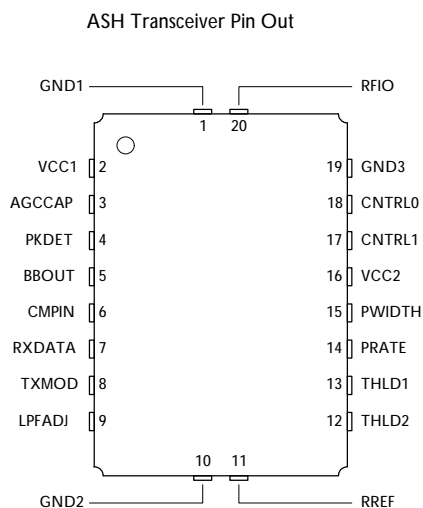 ASH Transceiver Pin Out
GND1 RFIO
1 20
VCC1 2 19 GND3
AGCCAP 3 18 CNTRL0
PKDET 4 17 CNTRL1
BBOUT 5 16 VCC2
CMPIN 6 15 PWIDTH
RXDATA 7 14 PRATE
TXMOD 8 13 THLD1
LPFADJ 9 12 THLD2
10 11
GND2 RREF